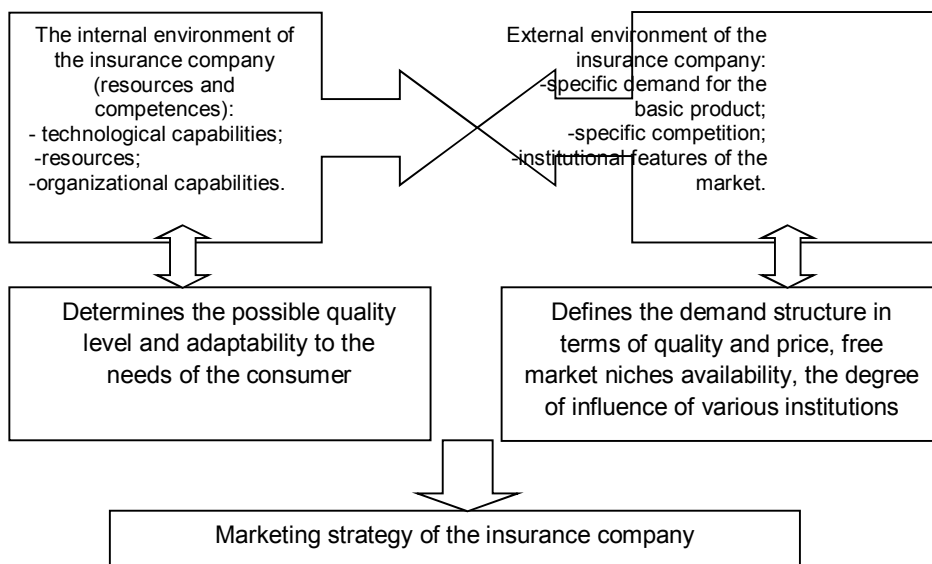 The internal environment of
the insurance company
(resources and
competences):
- technological capabilities;
-resources;
-organizational capabilities.
External environment of the
insurance company:
-specific demand for the
basic product;
-specific competition;
-institutional features of the
market.
Determines the possible quality
level and adaptability to the
needs of the consumer
Defines the demand structure in
terms of quality and price, free
market niches availability, the degree
of influence of various institutions
Marketing strategy of the insurance company